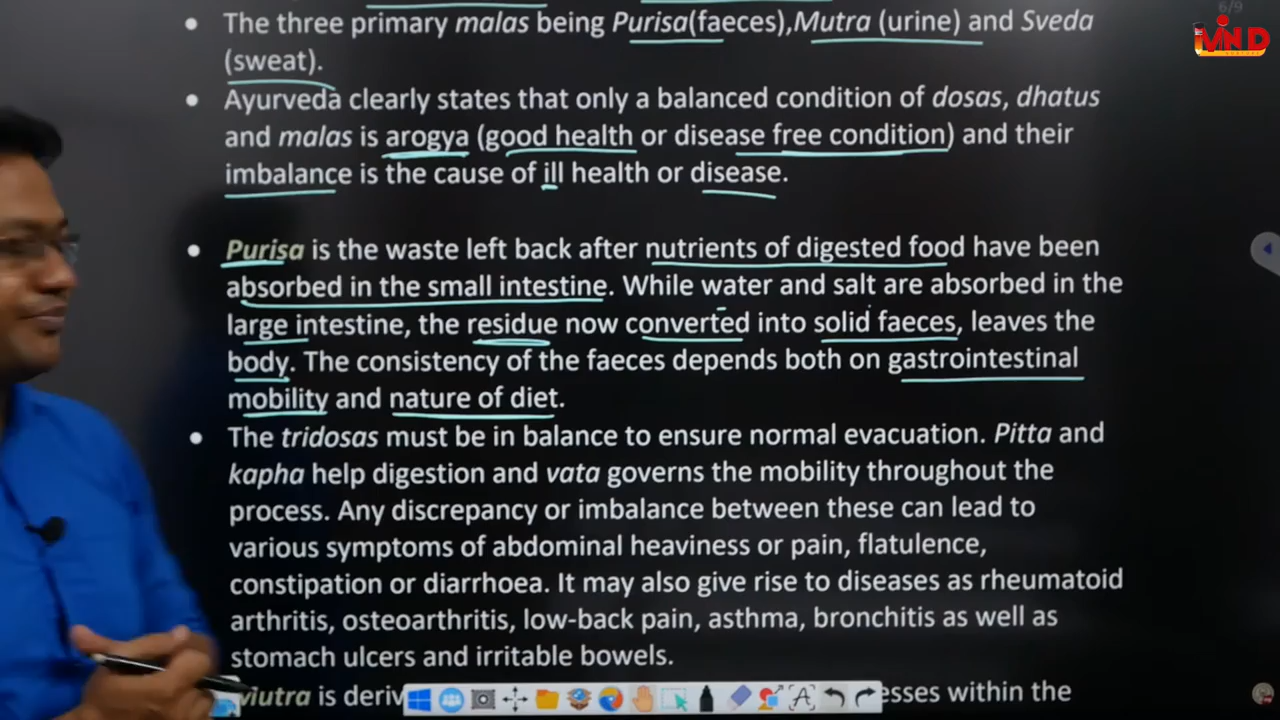 6/9
MIND
• The three primary malas being Purisa(faeces),Mutra (urine) and Sveda
(sweat).
• Ayurveda clearly states that only a balanced condition of dosas, dhatus
and malas is arogya (good health or disease free condition) and their
imbalance is the cause of ill health or disease.
• Purisa is the waste left back after nutrients of digested food have been
absorbed in the small intestine. While water and salt are absorbed in the
large intestine, the residue now converted into solid faeces, leaves the
body. The consistency of the faeces depends both on gastrointestinal
mobility and nature of diet.
• The tridosas must be in balance to ensure normal evacuation. Pitta and
kapha help digestion and vata governs the mobility throughout the
process. Any discrepancy or imbalance between these can lead to
various symptoms of abdominal heaviness or pain, flatulence,
constipation or diarrhoea. It may also give rise to diseases as rheumatoid
arthritis, osteoarthritis, low-back pain, asthma, bronchitis as well as
stomach ulcers and irritable bowels.
Mutra is deriv esses within the